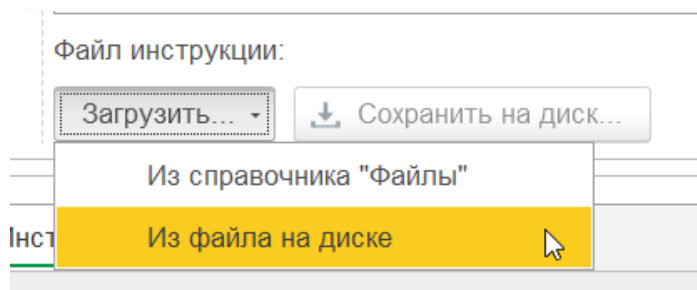 Файл инструкции:
Загрузить... Сохранить на диск...
Из справочника "Файлы"
Из файла на диске